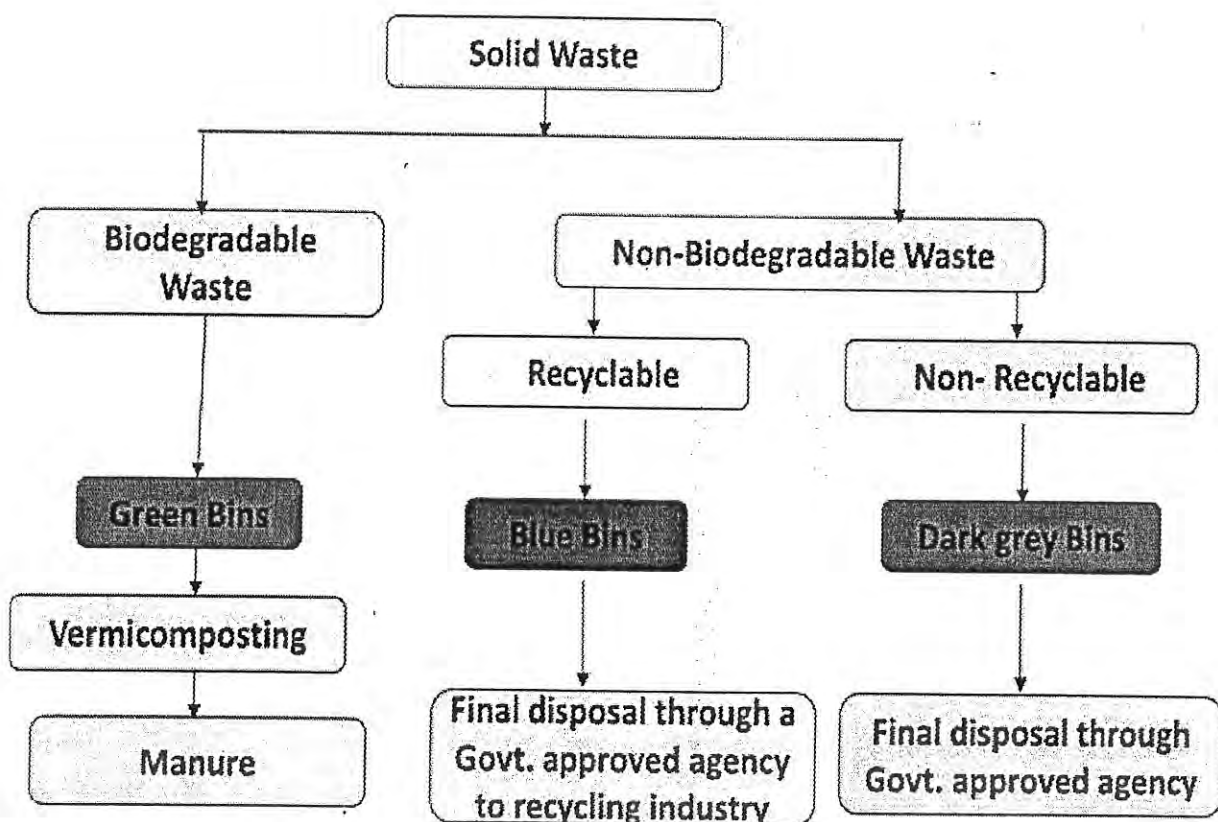 Solid Waste
Biodegradable
Waste
Non-Biodegradable Waste
Recyclable
Non- Recyclable
Green Bins
Blue Bins
Dark grey Bins
Vermicomposting
Manure
Final disposal through a
Govt. approved agency
to recycling industry
Final disposal through
Govt. approved agency